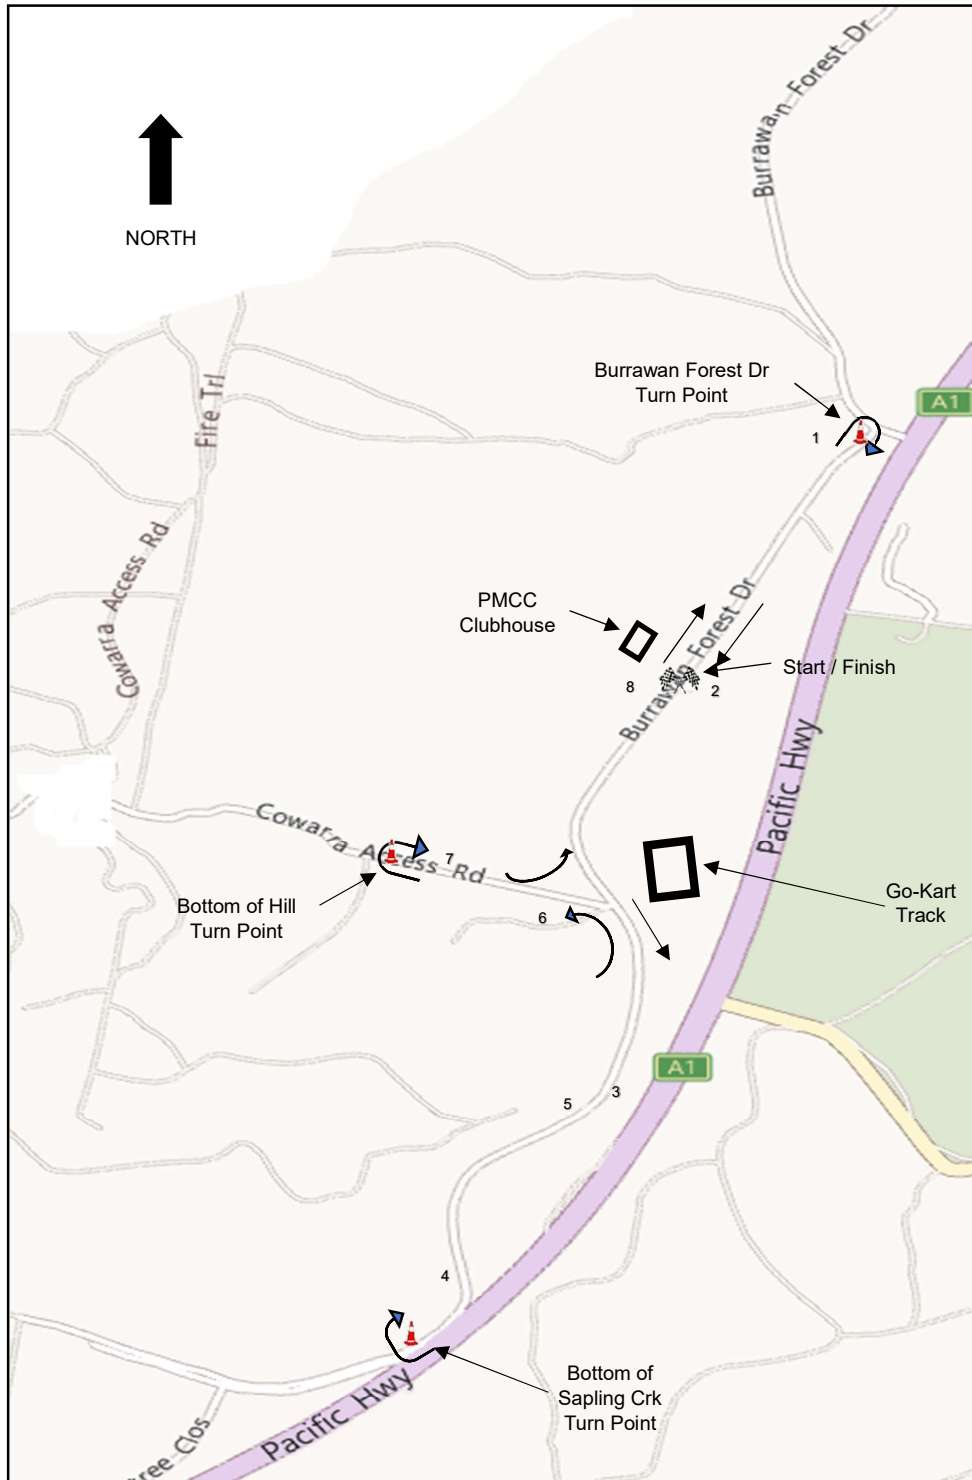 Burrawan Forest Dr
NORTH
Burrawan Forest Dr
Turn Point
A1
Fire Trl
1
Cowarra Access Rd
PMCC
Clubhouse
Burrawan Forest Dr
Start / Finish
8
2
Pacific Hwy
Cowarra Access Rd
7
Go-Kart
Track
Bottom of Hill
Turn Point
6
A1
3
5
4
Bottom of
Sapling Crk
Turn Point
Pacific Hwy
ree Clos